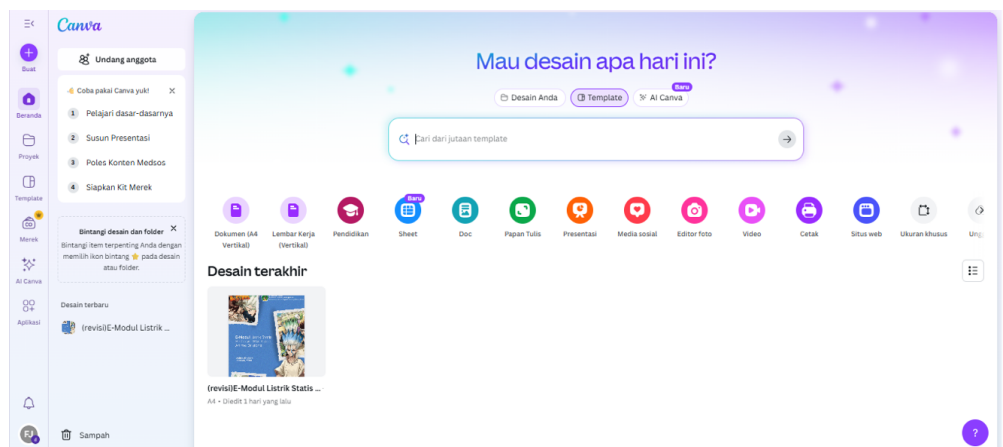 Canva
Buat
Beranda
Proyek
Template
Merek
AI Canva
Aplikasi
FJ
Undang anggota
Coba pakai Canva yuk!
1 Pelajari dasar-dasarnya
2 Susun Presentasi
3 Poles Konten Medsos
4 Siapkan Kit Merek
Bintangi desain dan folder
Bintangi item terpenting Anda dengan
memilih ikon bintang pada desain
atau folder.
Desain terbaru
(revisi)E-Modul Listrik ...
Sampah
Mau desain apa hari ini?
Baru
Desain Anda
Template
AI Canva
Cari dari jutaan template
Baru
Dokumen (A4
Vertikal)
Lembar Kerja
(Vertikal)
Pendidikan
Sheet
Doc
Papan Tulis
Presentasi
Media sosial
Editor foto
Video
Cetak
Situs web
Ukuran khusus
Desain terakhir
(revisi)E-Modul Listrik Statis ...
A4 • Diedit 1 hari yang lalu
?